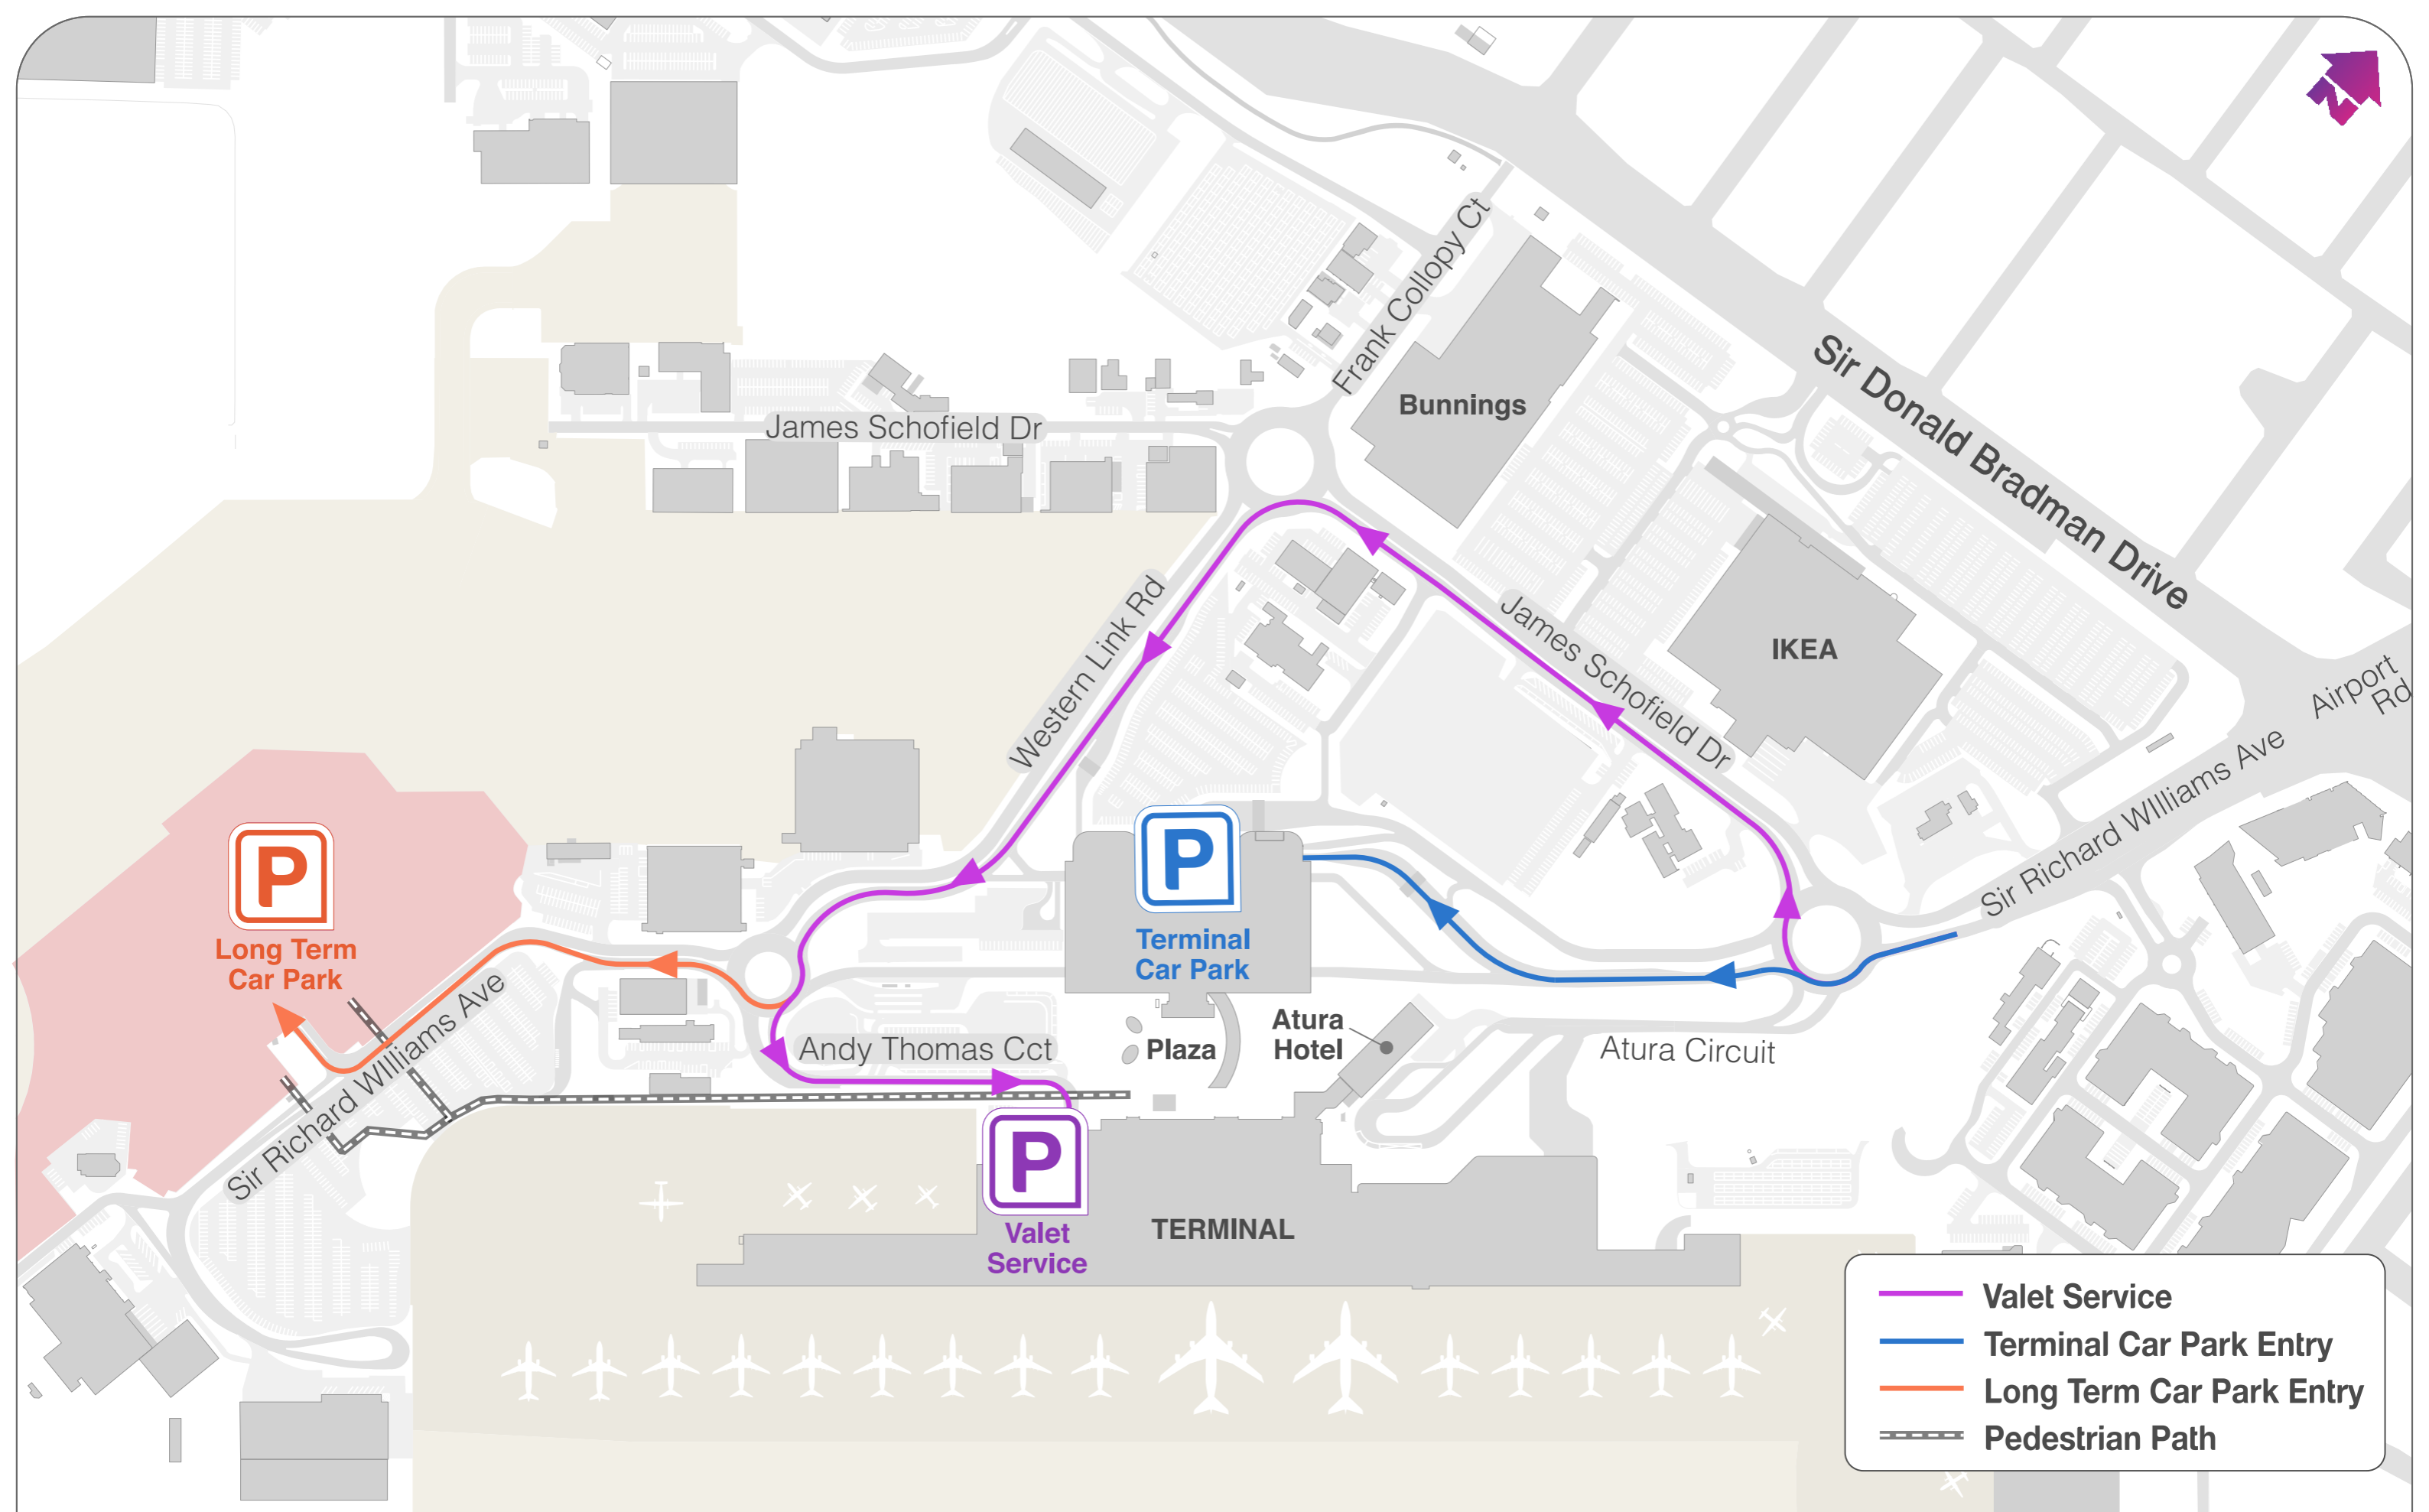 N
Frank Collopy Ct
Sir Donald Bradman Drive
Bunnings
James Schofield Dr
Western Link Rd
James Schofield Dr
IKEA
Airport
Rd
Sir Richard WIlliams Ave
P
Terminal
Car Park
P
Long Term
Car Park
Sir Richard WIlliams Ave
Andy Thomas Cct
Plaza
Atura
Hotel
Atura Circuit
P
Valet
Service
TERMINAL
Valet Service
Terminal Car Park Entry
Long Term Car Park Entry
Pedestrian Path